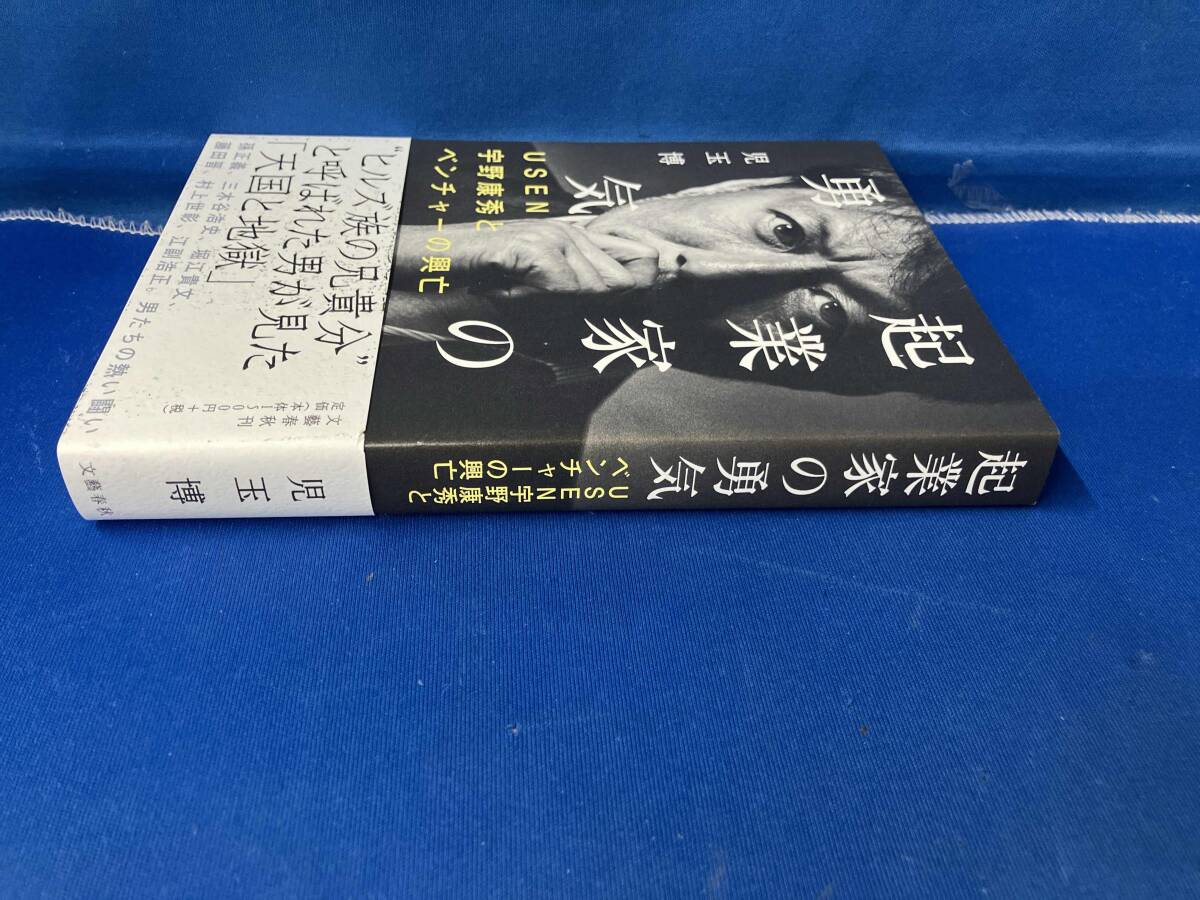 起業家の
勇気
児玉 博
USEN
宇野康秀と
ベンチャーの興亡
“ヒルズ族の兄貴分”
と呼ばれた男が見た
「天国と地獄」
孫正義、三木谷浩史、堀江貴文、
藤田晋、村上世彰、江副浩正。男たちの熱い闘い
文藝春秋刊
定価(本体1500円+税)
起業家の勇気
USEN宇野康秀と
ベンチャーの興亡
児玉 博
文藝春秋